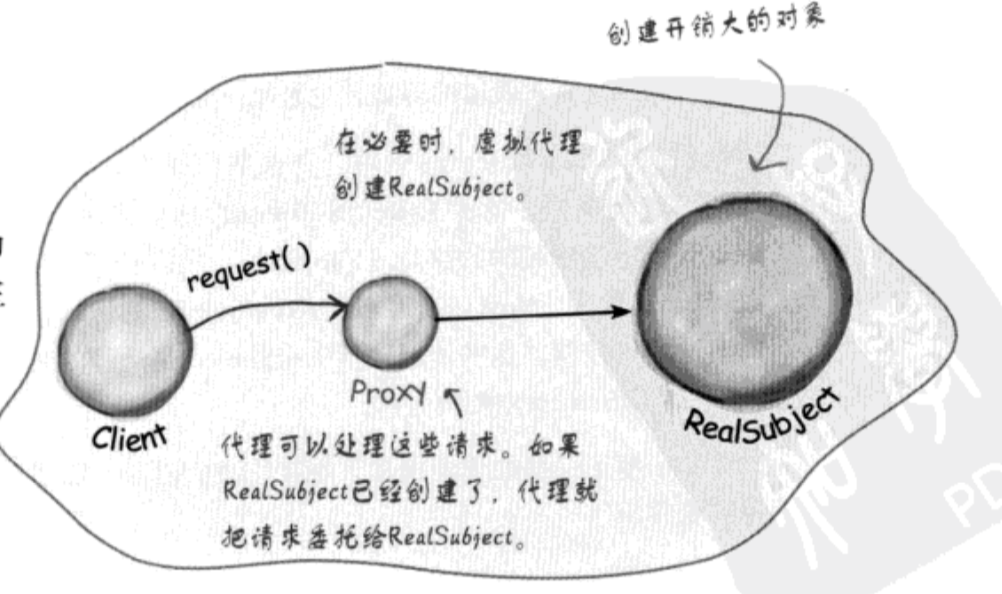 创建开销大的对象
在必要时，虚拟代理
创建RealSubject。
request()
Client
Proxy
RealSubject
代理可以处理这些请求。如果
RealSubject已经创建了，代理就
把请求委托给RealSubject。
PD